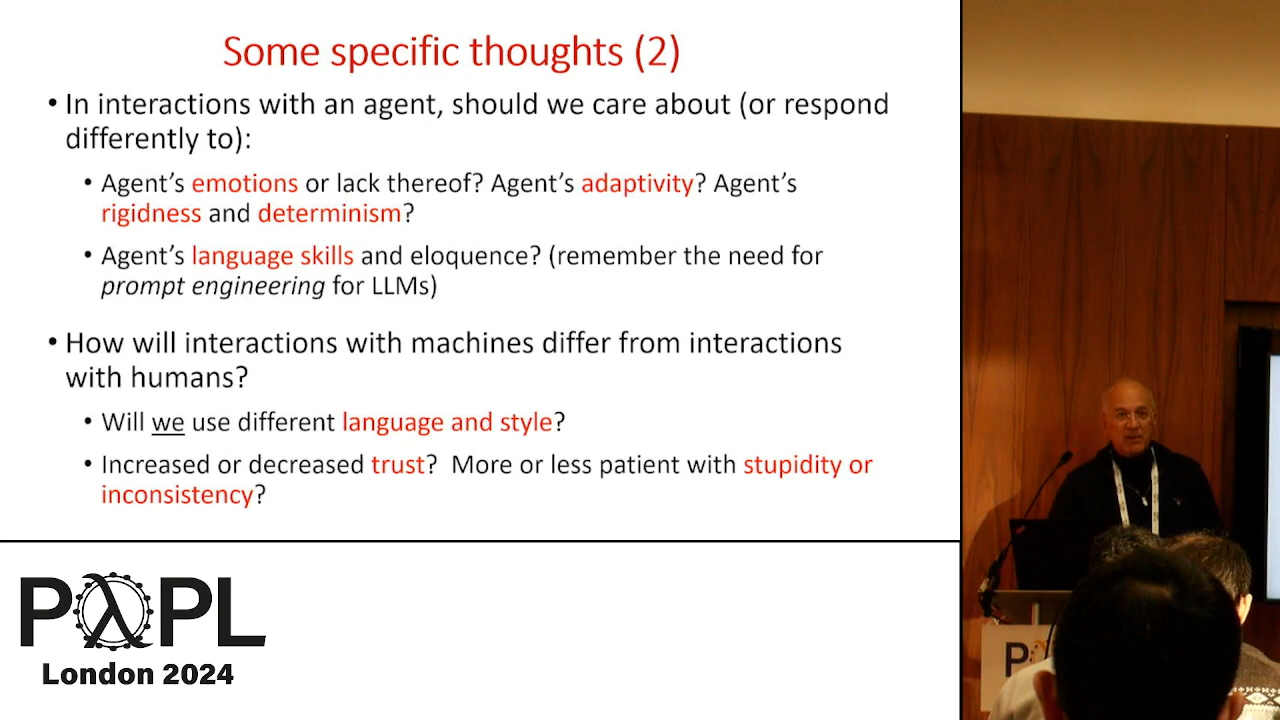 Some specific thoughts (2)
• In interactions with an agent, should we care about (or respond
differently to):
• Agent’s emotions or lack thereof? Agent’s adaptivity? Agent’s
rigidness and determinism?
• Agent’s language skills and eloquence? (remember the need for
prompt engineering for LLMs)
• How will interactions with machines differ from interactions
with humans?
• Will we use different language and style?
• Increased or decreased trust?  More or less patient with stupidity or
inconsistency?
PλPL
London 2024